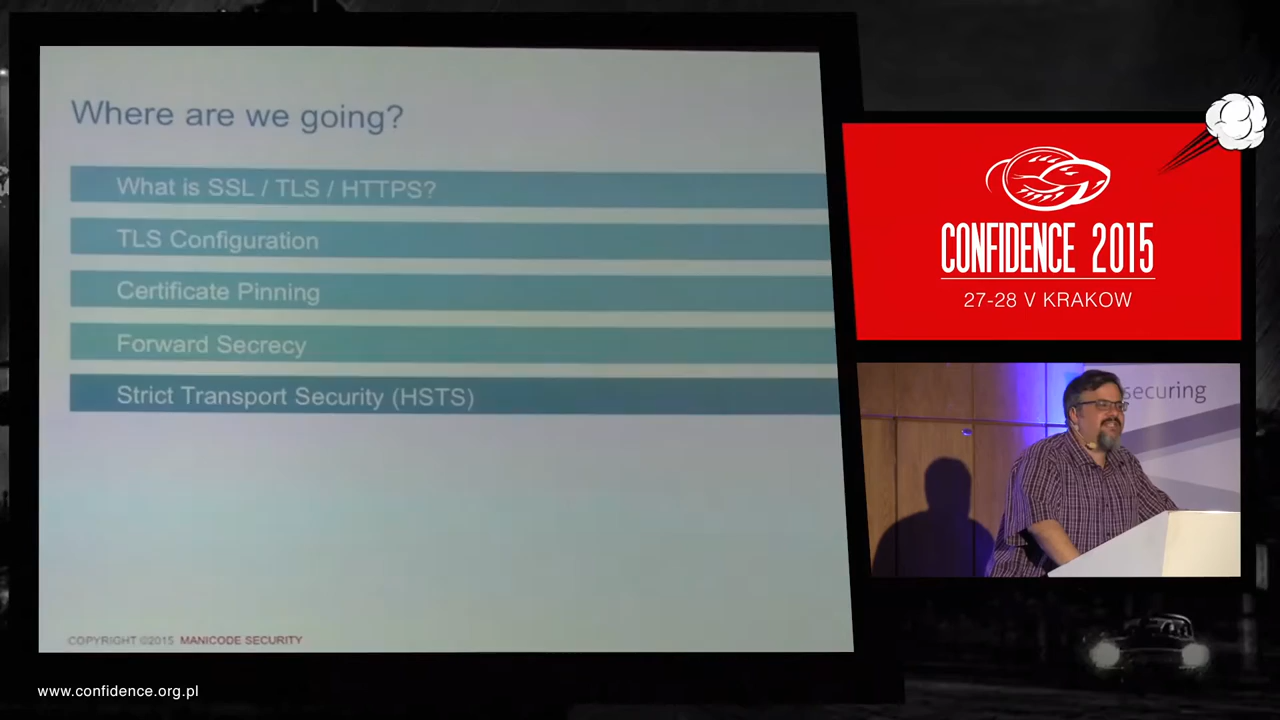 Where are we going?
What is SSL / TLS / HTTPS?
TLS Configuration
Certificate Pinning
Forward Secrecy
Strict Transport Security (HSTS)
COPYRIGHT ©2015 MANICODE SECURITY
CONFIDENCE 2015
27-28 V KRAKOW
securing
www.confidence.org.pl